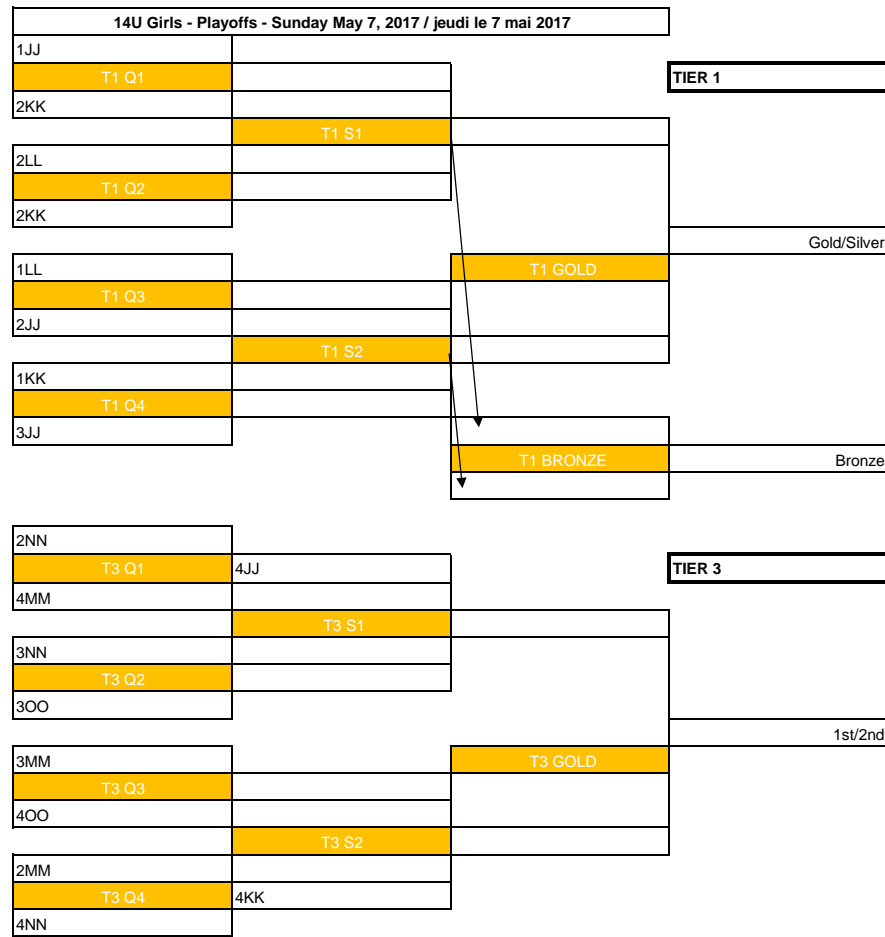 14U Girls - Playoffs - Sunday May 7, 2017 / jeudi le 7 mai 2017
1JJ
T1 Q1
TIER 1
2KK
T1 S1
2LL
T1 Q2
2KK
Gold/Silver
1LL
T1 GOLD
T1 Q3
2JJ
T1 S2
1KK
T1 Q4
3JJ
T1 BRONZE
Bronze
2NN
T3 Q1
4JJ
TIER 3
4MM
T3 S1
3NN
T3 Q2
3OO
1st/2nd
3MM
T3 GOLD
T3 Q3
4OO
T3 S2
2MM
T3 Q4
4KK
4NN